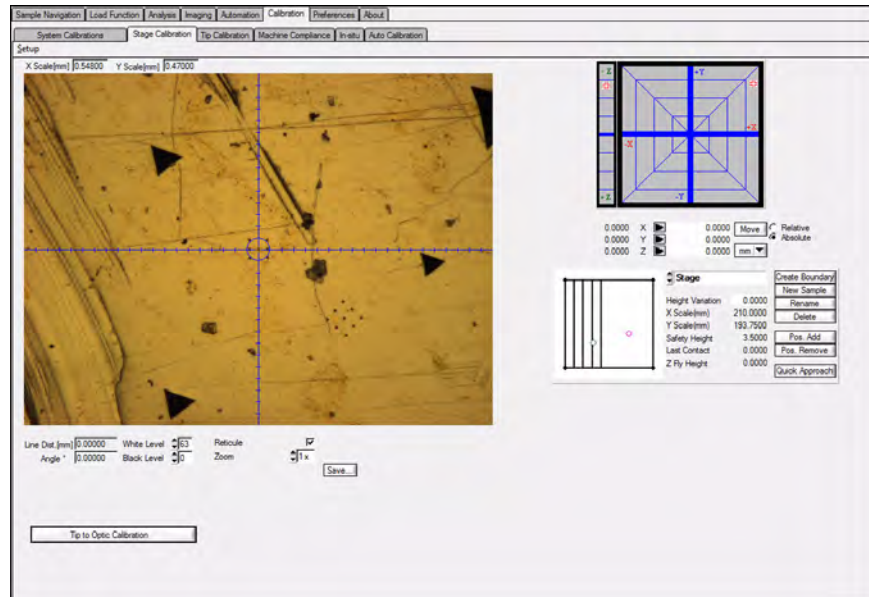 Sample Navigation Load Function Analysis Imaging Automation Calibration Preferences About
System Calibrations Stage Calibration Tip Calibration Machine Compliance In-situ Auto Calibration
Setup
X Scale[mm] 0.54800 Y Scale[mm] 0.47000
-Z +Y
+X
-X
+Z -Y
0.0000 X 0.0000 Move Relative
0.0000 Y 0.0000 Absolute
0.0000 Z 0.0000 mm
Stage Create Boundary
New Sample
Height Variation 0.0000 Rename
X Scale(mm) 210.0000 Delete
Y Scale(mm) 193.7500
Safety Height 3.5000 Pos. Add
Last Contact 0.0000 Pos. Remove
Z Fly Height 0.0000
Quick Approach
Line Dist.[mm] 0.00000 White Level 63 Reticule
Angle ° 0.00000 Black Level 0 Zoom 1 x
Save...
Tip to Optic Calibration